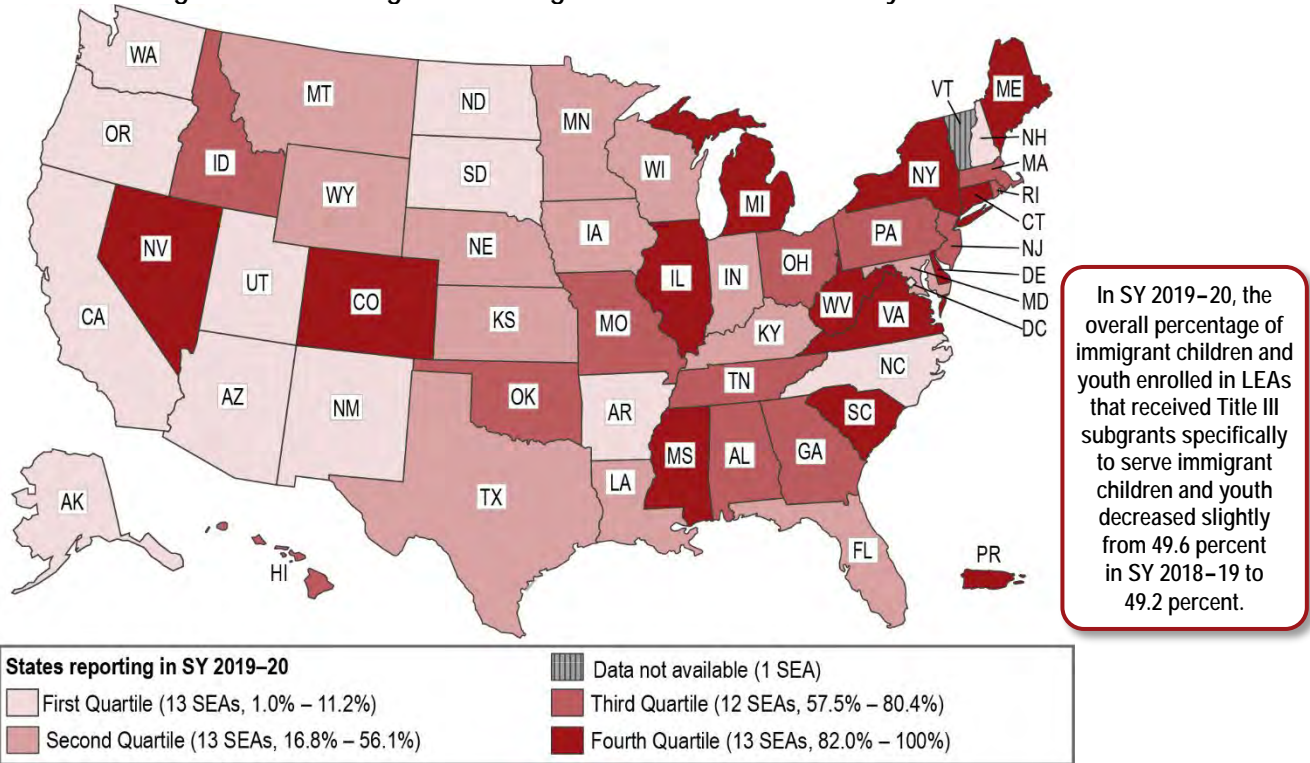 WA
MT
ND
MN
VT
ME
OR
ID
SD
WI
NY
NH
MA
WY
MI
RI
CT
NV
NE
IA
PA
NJ
UT
CO
IL
IN
OH
DE
CA
KS
MO
WV
VA
MD
KY
DC
AZ
NM
OK
AR
TN
NC
SC
MS
AL
GA
AK
TX
LA
FL
HI
PR
In SY 2019–20, the
overall percentage of
immigrant children and
youth enrolled in LEAs
that received Title III
subgrants specifically
to serve immigrant
children and youth
decreased slightly
from 49.6 percent
in SY 2018–19 to
49.2 percent.
States reporting in SY 2019–20
Data not available (1 SEA)
First Quartile (13 SEAs, 1.0% – 11.2%)
Third Quartile (12 SEAs, 57.5% – 80.4%)
Second Quartile (13 SEAs, 16.8% – 56.1%)
Fourth Quartile (13 SEAs, 82.0% – 100%)